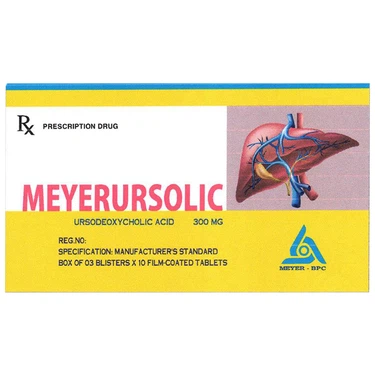 Rx PRESCRIPTION DRUG
MEYERURSOLIC
URSODEOXYCHOLIC ACID 300 MG
REG.NO:
SPECIFICATION: MANUFACTURER'S STANDARD
BOX OF 03 BLISTERS X 10 FILM-COATED TABLETS
MEYER - BPC